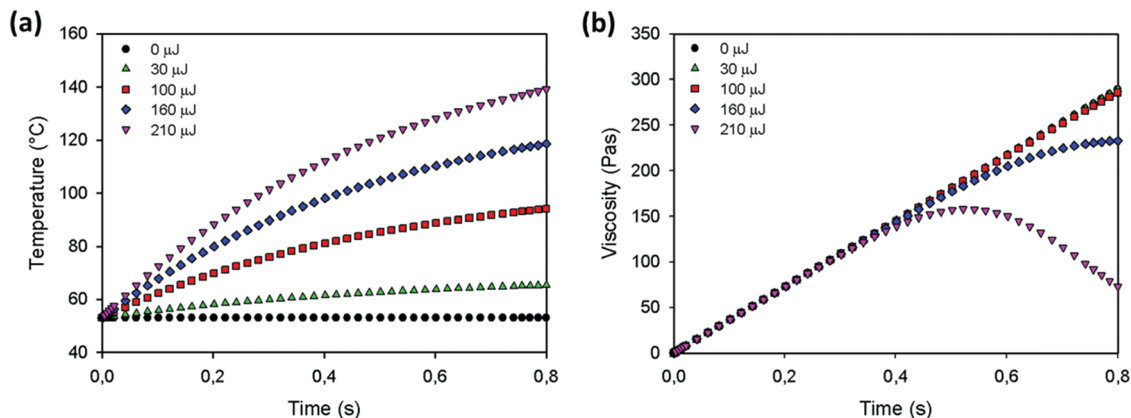 (a)
Temperature (°C)
160
140
120
100
80
60
40
0 μJ
30 μJ
100 μJ
160 μJ
210 μJ
0,0
0,2
0,4
0,6
0,8
Time (s)
(b)
Viscosity (Pas)
350
300
250
200
150
100
50
0
0 μJ
30 μJ
100 μJ
160 μJ
210 μJ
0,0
0,2
0,4
0,6
0,8
Time (s)